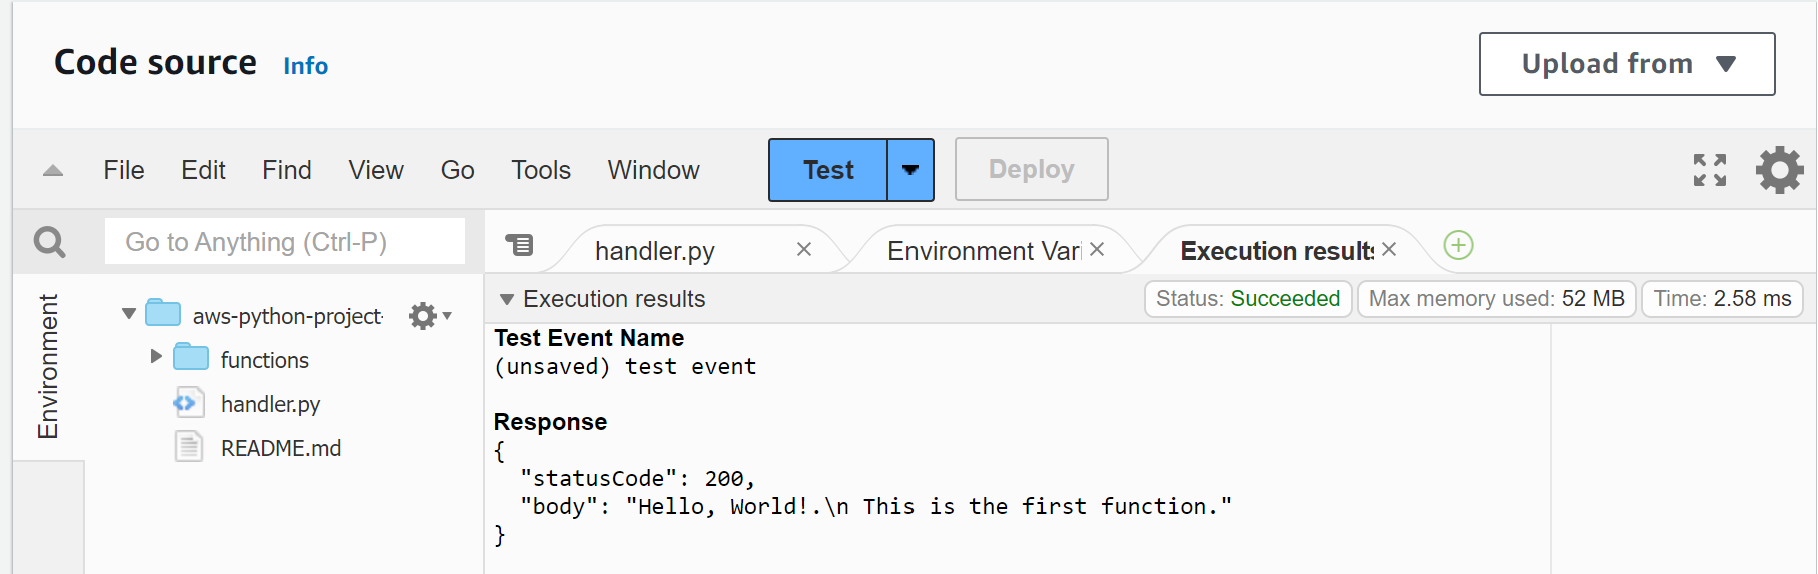 Code source Info
Upload from
File Edit Find View Go Tools Window Test Deploy
Go to Anything (Ctrl-P)
handler.py Environment Vari Execution results
Environment
aws-python-project-
functions
handler.py
README.md
Execution results Status: Succeeded Max memory used: 52 MB Time: 2.58 ms
Test Event Name
(unsaved) test event
Response
{
"statusCode": 200,
"body": "Hello, World!.\n This is the first function."
}